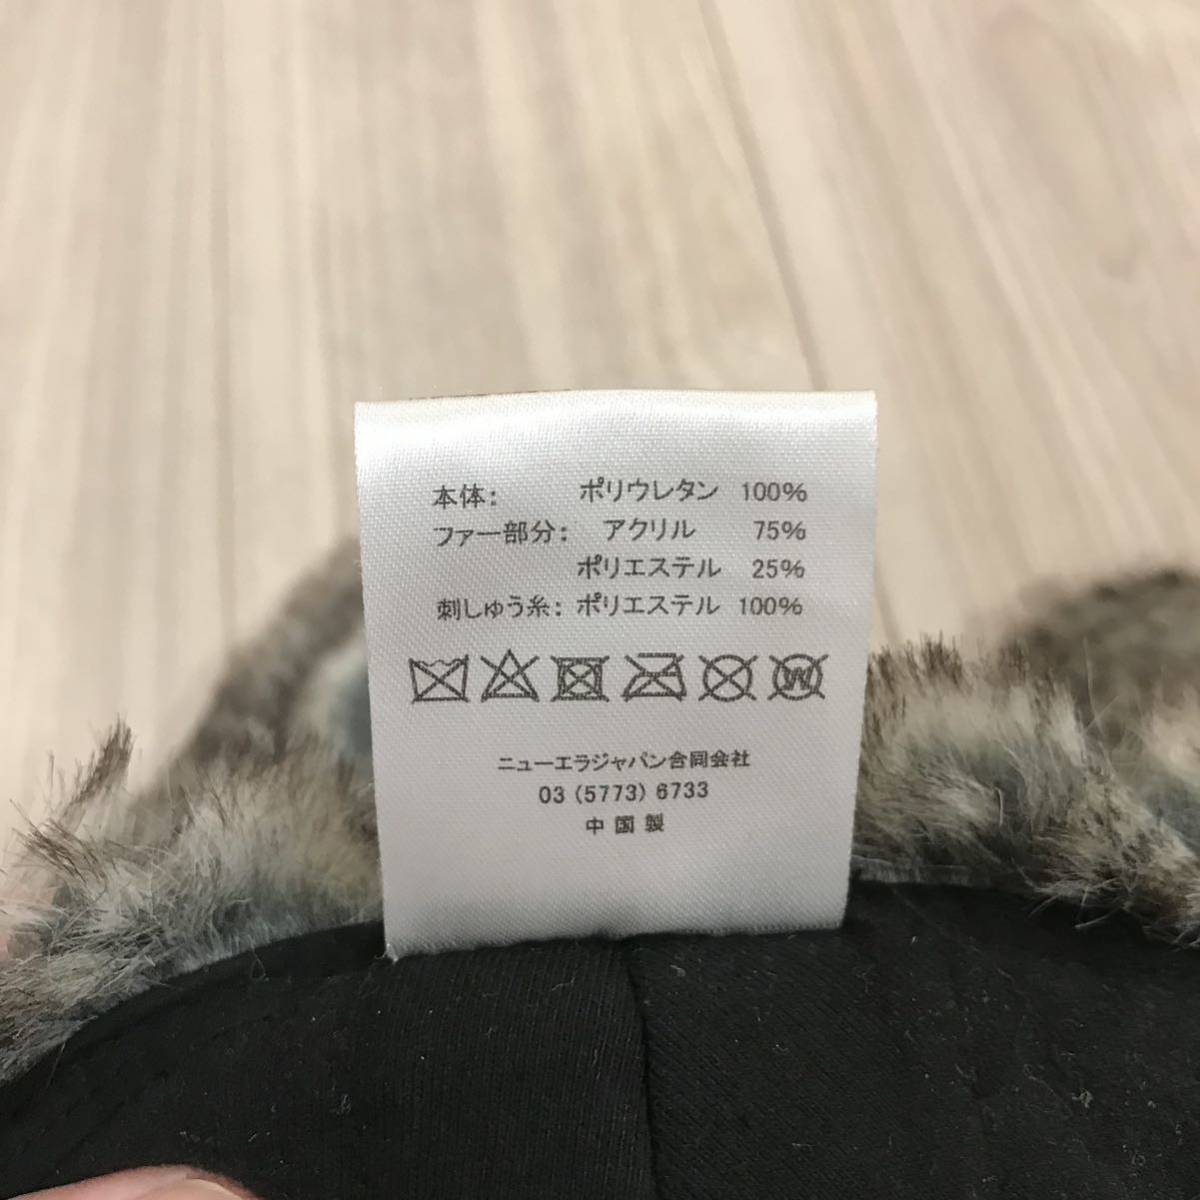 本体: ポリウレタン 100%
ファー部分: アクリル 75%
ポリエステル 25%
刺しゅう糸: ポリエステル 100%
W
ニューエラジャパン合同会社
03 (5773) 6733
中国製